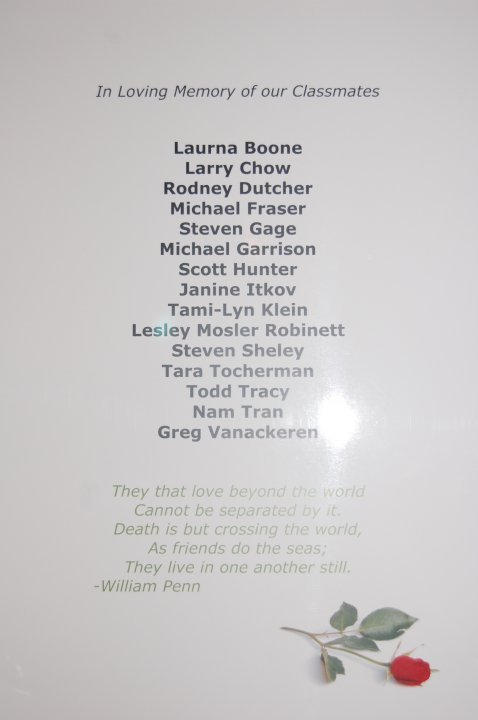 In Loving Memory of our Classmates
Laurna Boone
Larry Chow
Rodney Dutcher
Michael Fraser
Steven Gage
Michael Garrison
Scott Hunter
Janine Itkov
Tami-Lyn Klein
Lesley Mosler Robinett
Steven Sheley
Tara Tocherman
Todd Tracy
Nam Tran
Greg Vanackeren
They that love beyond the world
Cannot be separated by it.
Death is but crossing the world,
As friends do the seas;
They live in one another still.
-William Penn